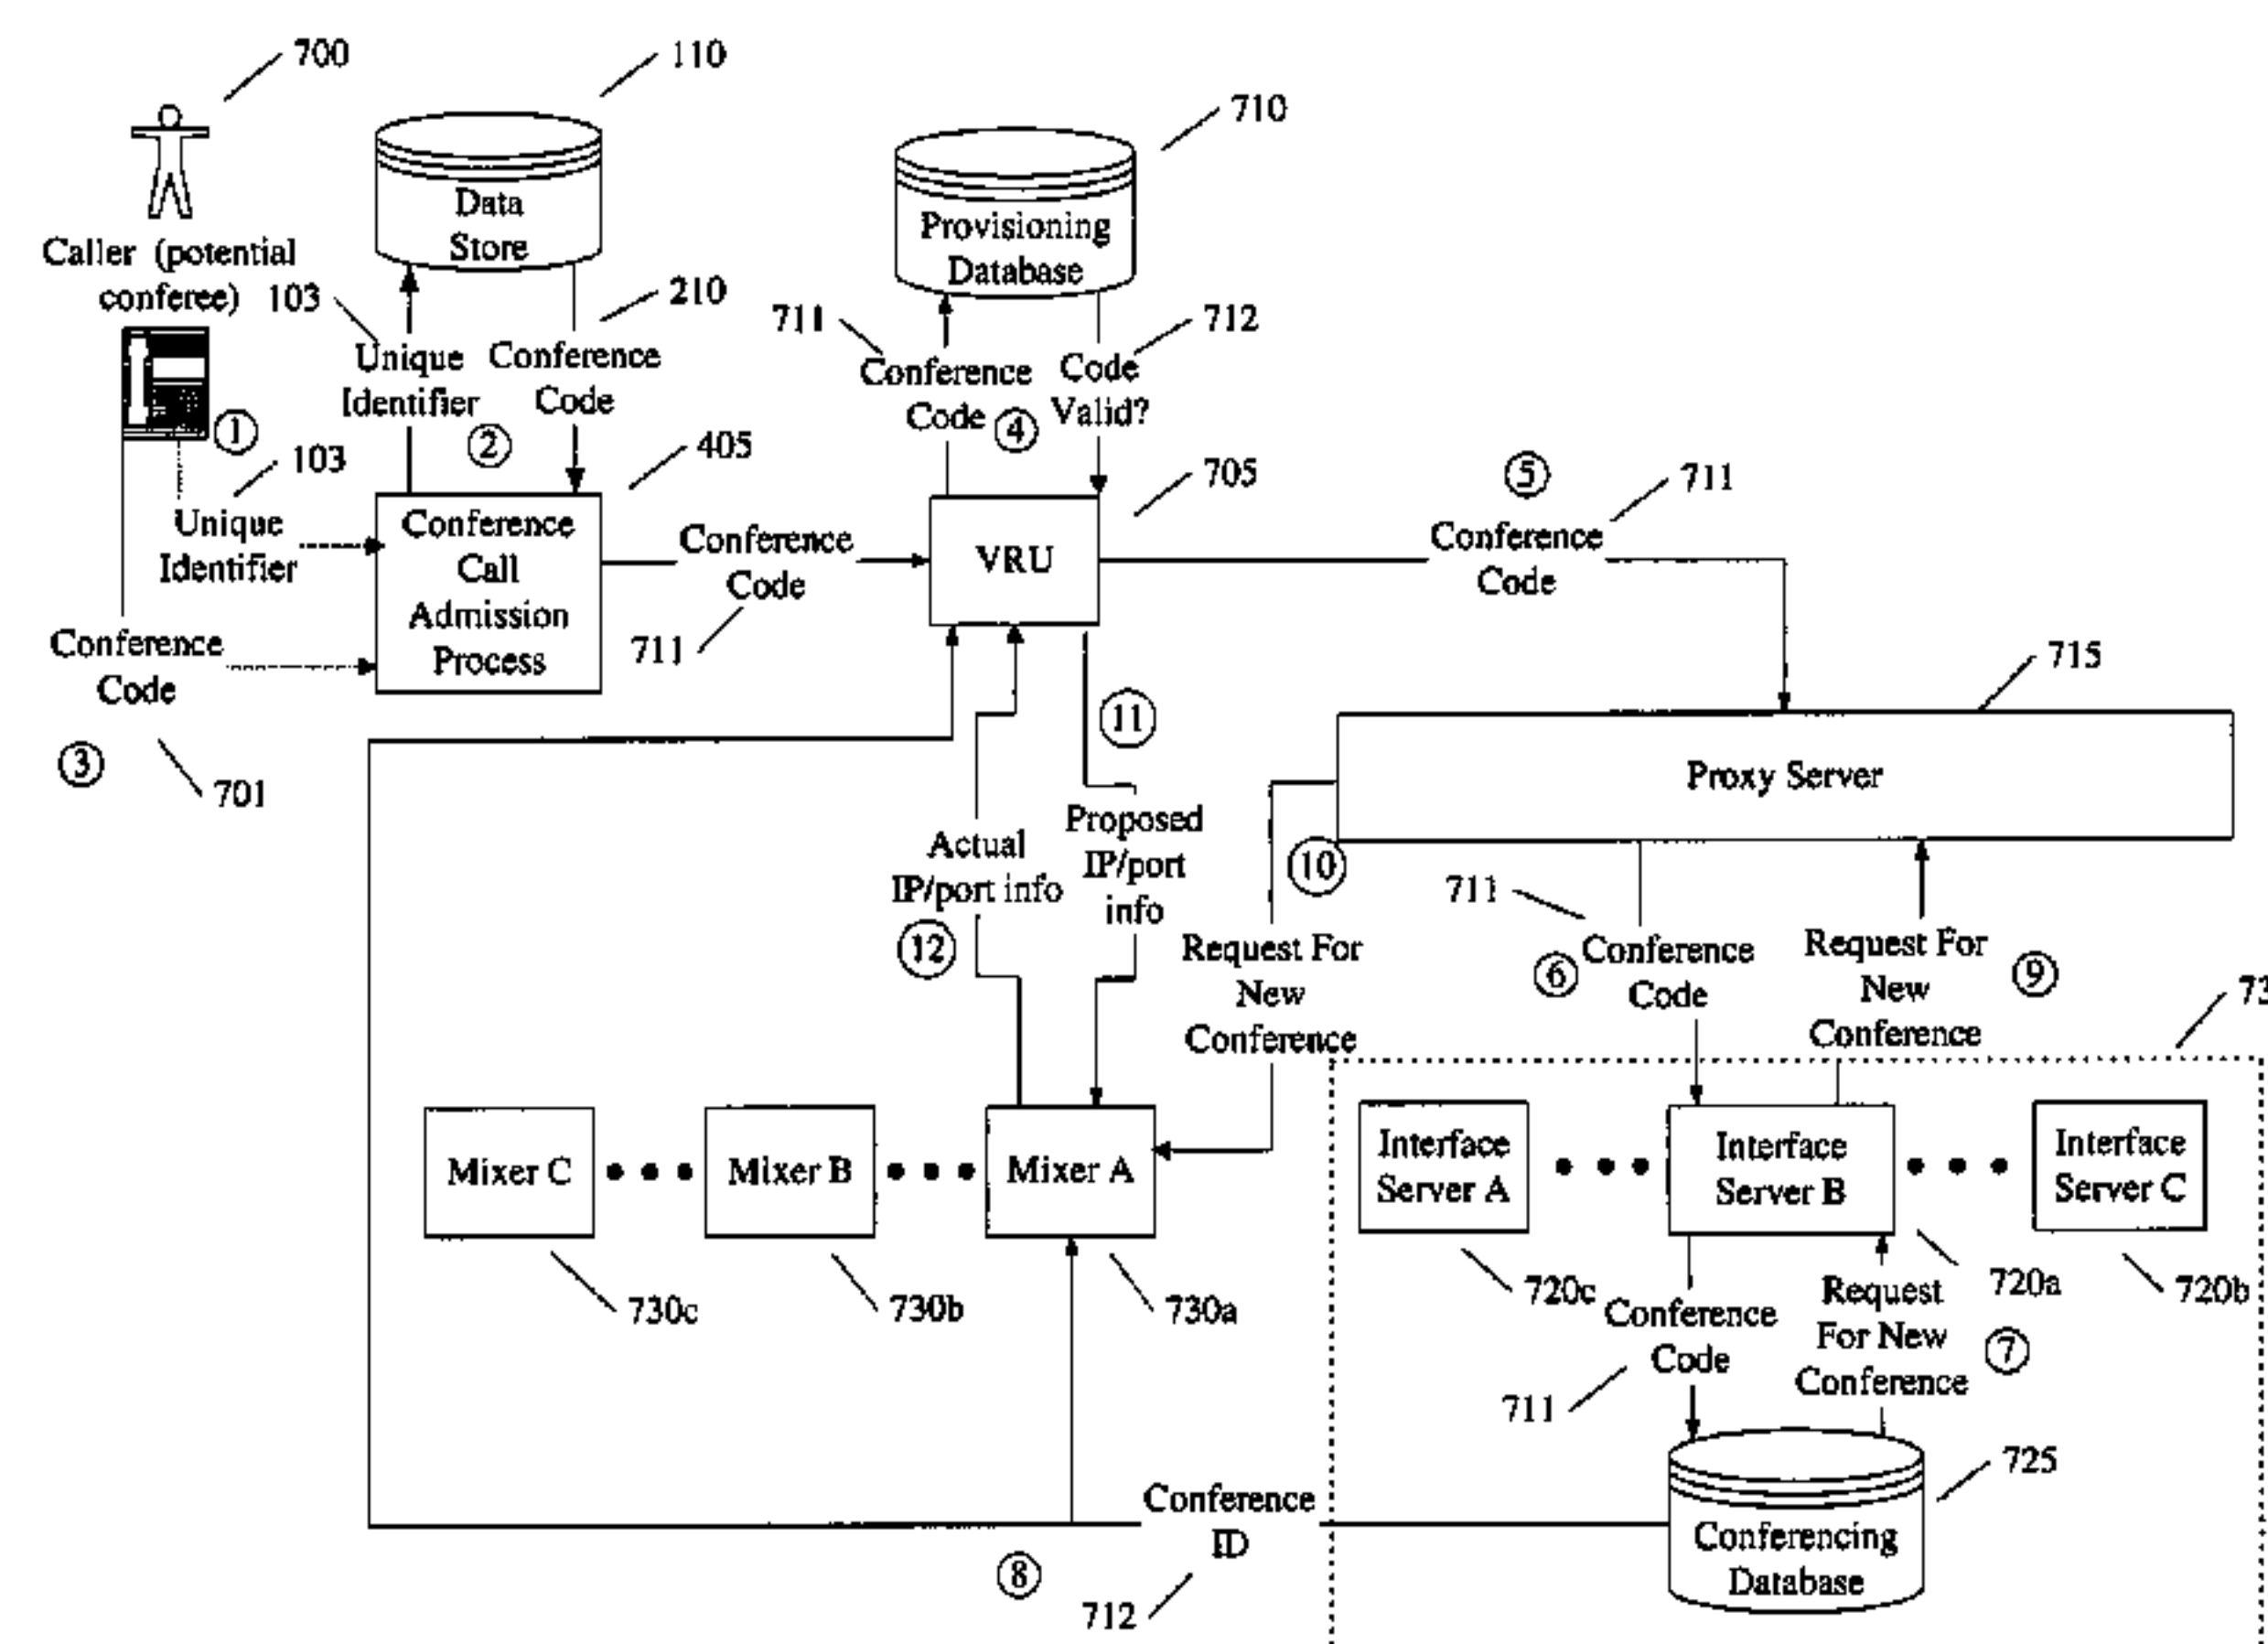 700
110
710
Data
Store
Provisioning
Database
Caller (potential
conferee)
103
210
711
712
Unique
Identifier
Conference
Code
Conference
Code
Code
Valid?
1
2
4
103
405
705
5
711
Unique
Identifier
Conference
Call
Admission
Process
Conference
Code
711
VRU
Conference
Code
Conference
Code
3
701
715
11
Proxy Server
Actual
IP/port info
12
Proposed
IP/port
info
10
Request For
New
Conference
711
6
Conference
Code
Request For
New
Conference
9
Mixer C
Mixer B
Mixer A
Interface
Server A
Interface
Server B
Interface
Server C
730c
730b
730a
720c
720a
720b
Conference
Code
711
Request
For New
Conference
7
725
Conference
ID
8
712
Conferencing
Database